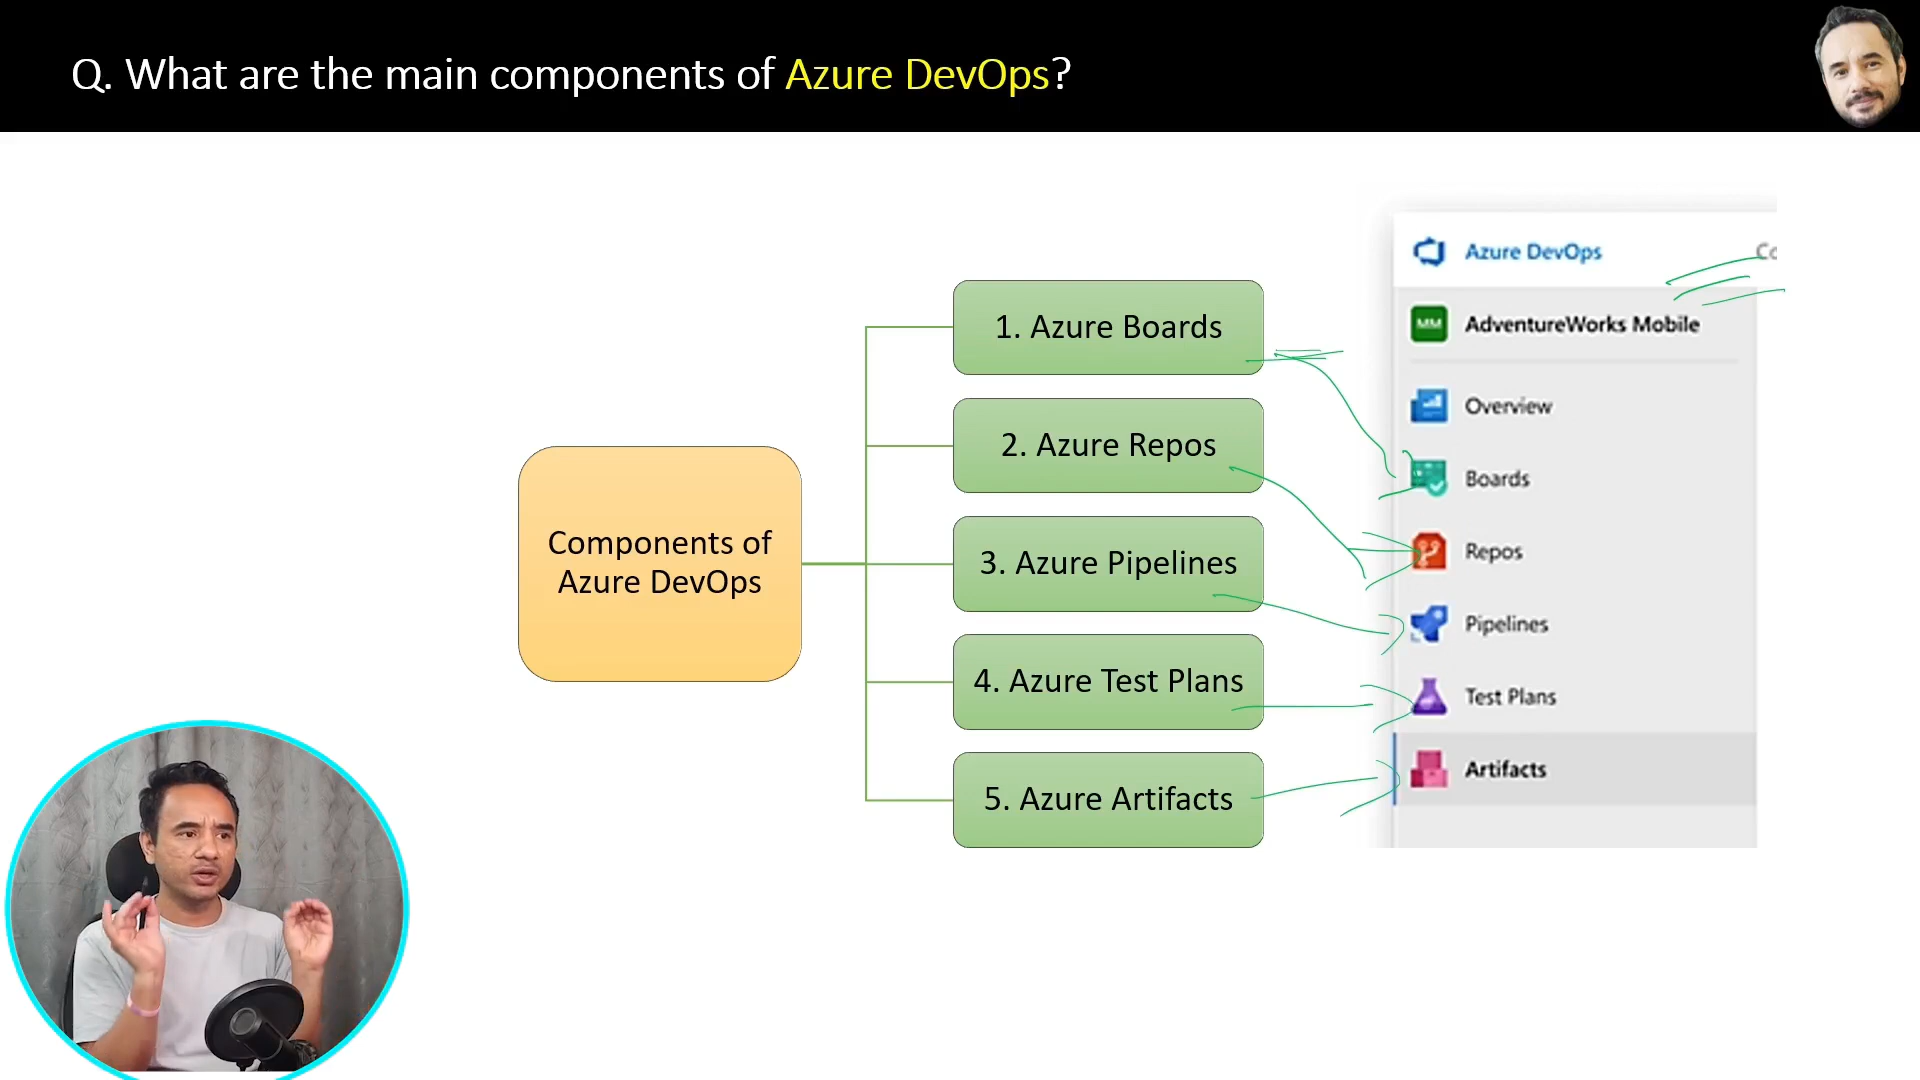 Q. What are the main components of Azure DevOps?
Components of
Azure DevOps
1. Azure Boards
2. Azure Repos
3. Azure Pipelines
4. Azure Test Plans
5. Azure Artifacts
Azure DevOps
Co
MM
AdventureWorks Mobile
Overview
Boards
Repos
Pipelines
Test Plans
Artifacts